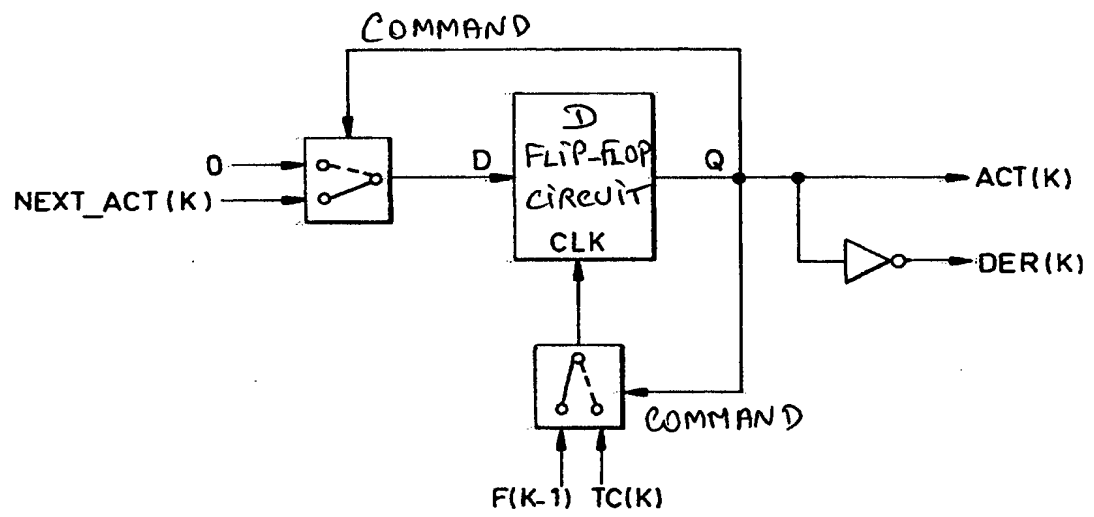 COMMAND
0
NEXT_ACT(K)
D
D
FLIP-FLOP
CIRCUIT
CLK
Q
ACT(K)
DER(K)
COMMAND
F(K-1) TC(K)